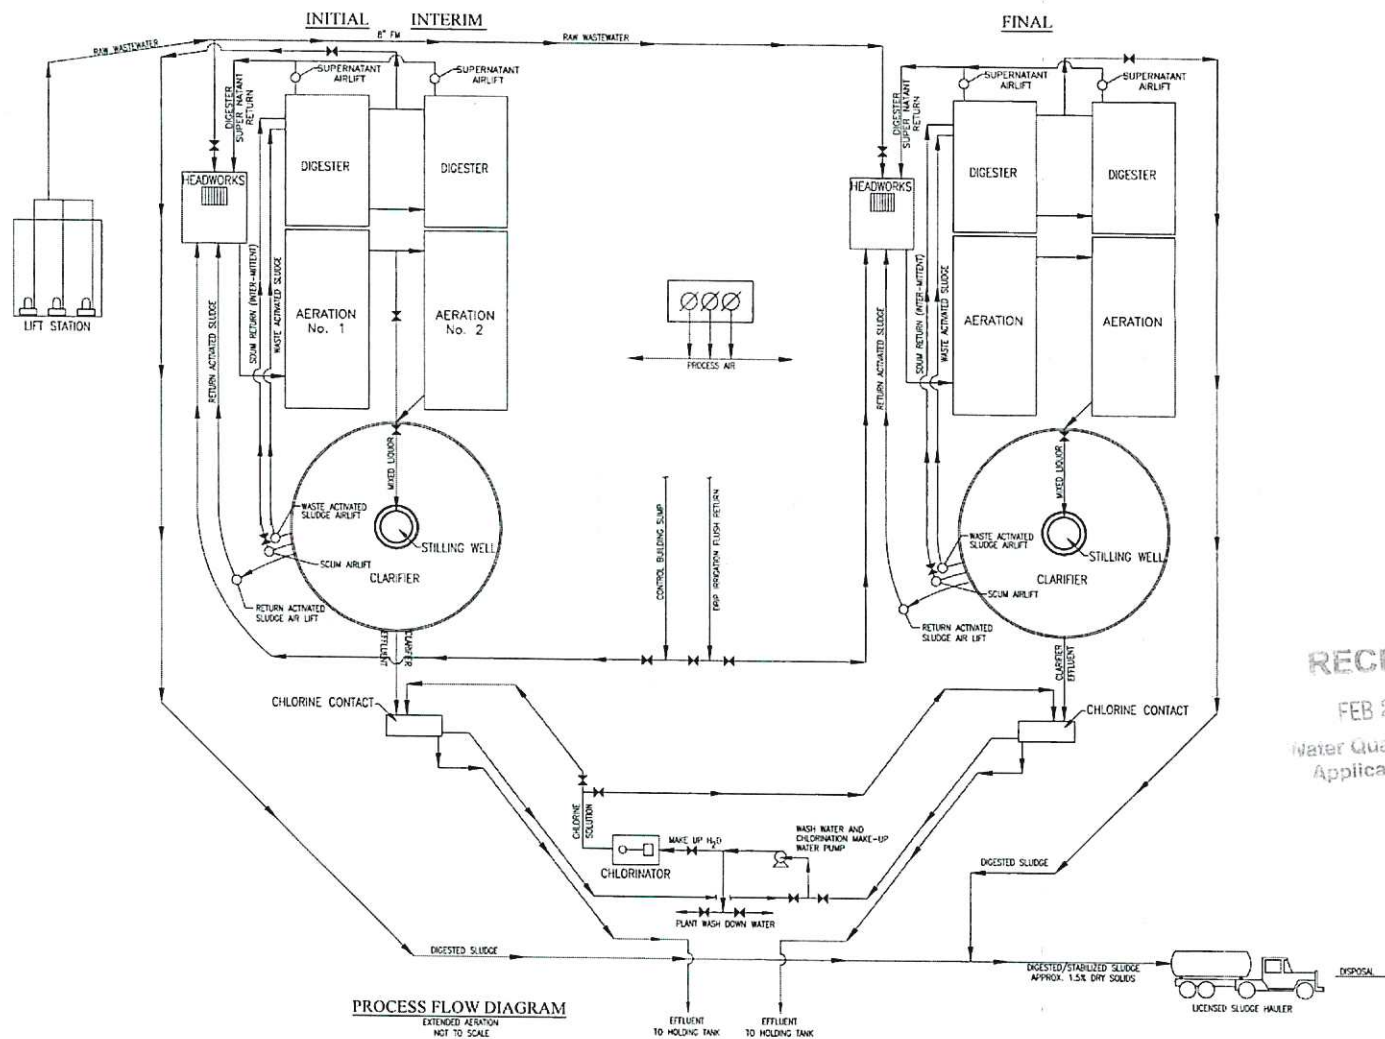 INITIAL
INTERIM
FINAL
RAW WASTEWATER
8" FM
RAW WASTEWATER
SUPERNATANT
AIRLIFT
SUPERNATANT
AIRLIFT
DIGESTER
SUPER NATANT
RETURN
DIGESTER
DIGESTER
HEADWORKS
LIFT STATION
RETURN ACTIVATED SLUDGE
SCUM RETURN (INTER-MITTENT)
WASTE ACTIVATED SLUDGE
AERATION
No. 1
AERATION
No. 2
MIXED LIQUOR
WASTE ACTIVATED
SLUDGE AIRLIFT
STILLING WELL
SCUM AIRLIFT
CLARIFIER
RETURN ACTIVATED
SLUDGE AIR LIFT
CLARIFIER
EFFLUENT
CHLORINE CONTACT
PROCESS AIR
CONTROL BUILDING SUMP
DRIP IRRIGATION FLUSH RETURN
SUPERNATANT
AIRLIFT
SUPERNATANT
AIRLIFT
DIGESTER
SUPER NATANT
RETURN
DIGESTER
DIGESTER
HEADWORKS
RETURN ACTIVATED SLUDGE
SCUM RETURN (INTER-MITTENT)
WASTE ACTIVATED SLUDGE
AERATION
AERATION
MIXED LIQUOR
WASTE ACTIVATED
SLUDGE AIRLIFT
STILLING WELL
CLARIFIER
SCUM AIRLIFT
RETURN ACTIVATED
SLUDGE AIR LIFT
CLARIFIER
EFFLUENT
CHLORINE CONTACT
RECE
FEB
Water Qua
Applica
CHLORINE
SOLUTION
MAKE UP H2O
WASH WATER AND
CHLORINATION MAKE-UP
WATER PUMP
CHLORINATOR
PLANT WASH DOWN WATER
DIGESTED SLUDGE
DIGESTED SLUDGE
DIGESTED/STABILIZED SLUDGE
APPROX. 1.5% DRY SOLIDS
DISPOSAL
LICENSED SLUDGE HAULER
PROCESS FLOW DIAGRAM
EXTENDED AERATION
NOT TO SCALE
EFFLUENT
TO HOLDING TANK
EFFLUENT
TO HOLDING TANK